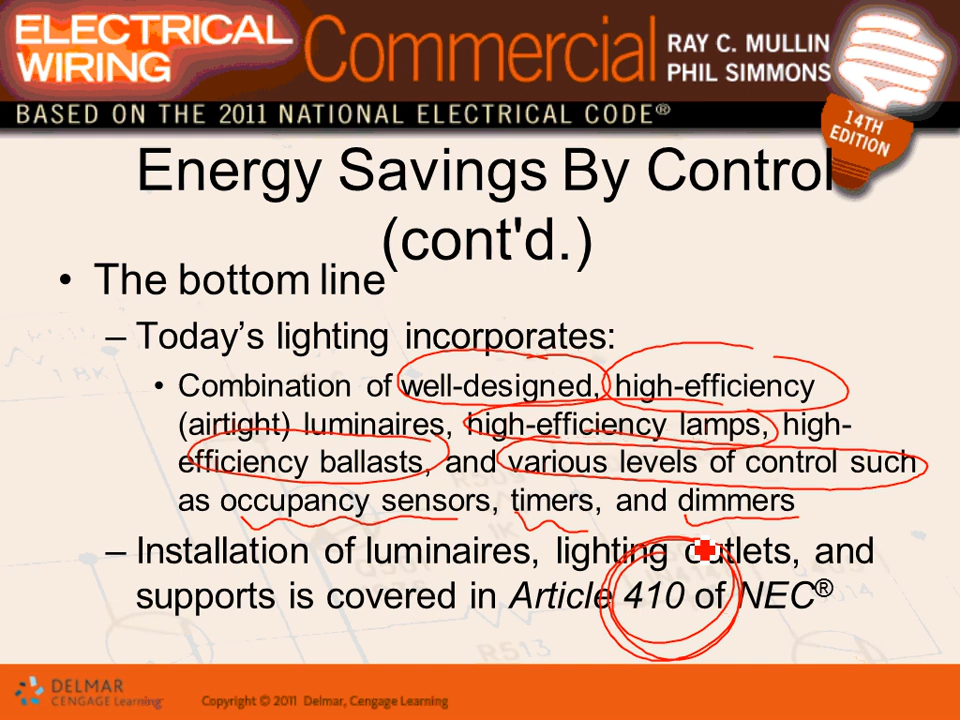 ELECTRICAL
WIRING
Commercial
RAY C. MULLIN
PHIL SIMMONS
BASED ON THE 2011 NATIONAL ELECTRICAL CODE®
14TH
EDITION
Energy Savings By Control
(cont'd.)
• The bottom line
– Today’s lighting incorporates:
• Combination of well-designed, high-efficiency
(airtight) luminaires, high-efficiency lamps, high-
efficiency ballasts, and various levels of control such
as occupancy sensors, timers, and dimmers
– Installation of luminaires, lighting outlets, and
supports is covered in Article 410 of NEC®
R513
DELMAR
CENGAGE Learning
Copyright © 2011 Delmar, Cengage Learning